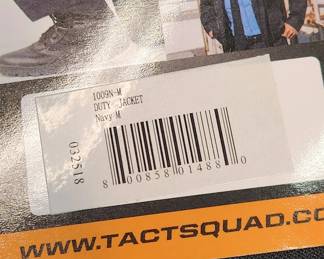 1009N-M
DUTY JACKET
Navy M
032518
8 00858 01488 0
WWW.TACTSQUAD.CO